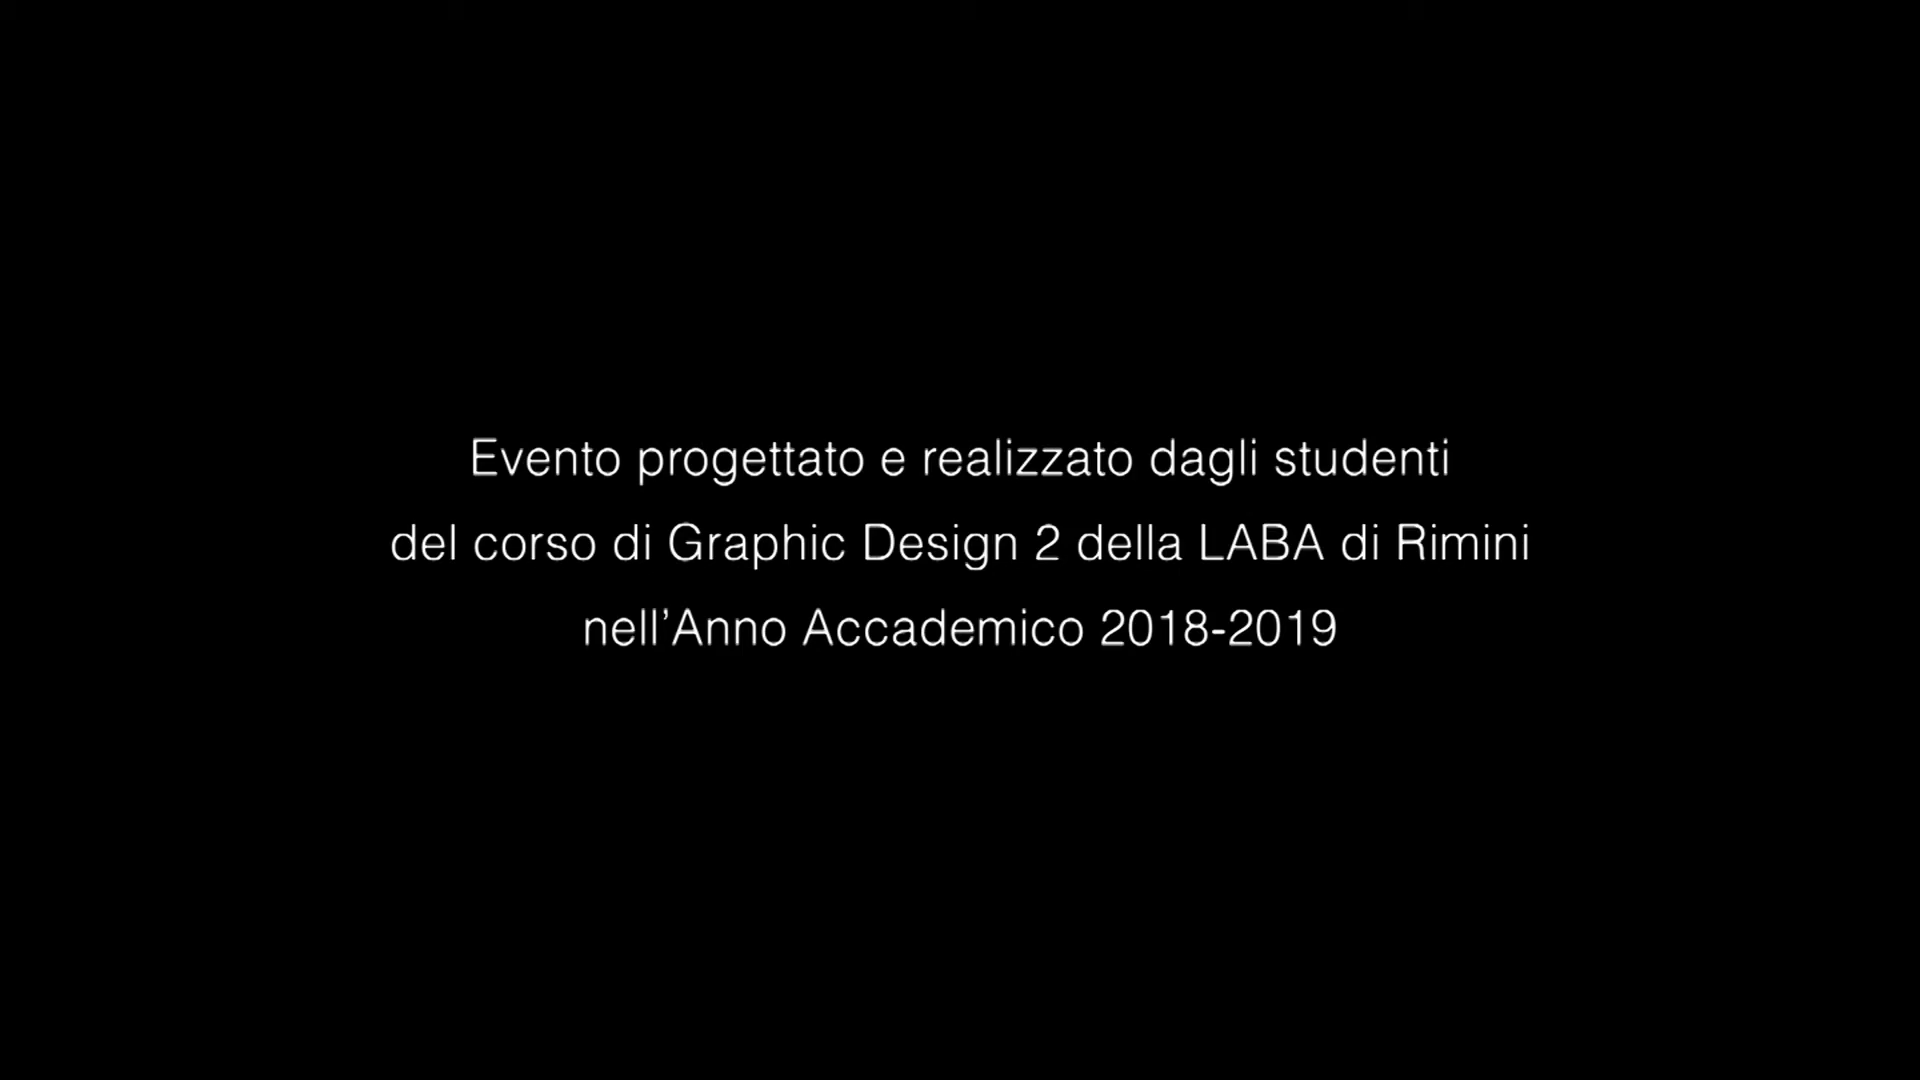 Evento progettato e realizzato dagli studenti
del corso di Graphic Design 2 della LABA di Rimini
nell’Anno Accademico 2018-2019